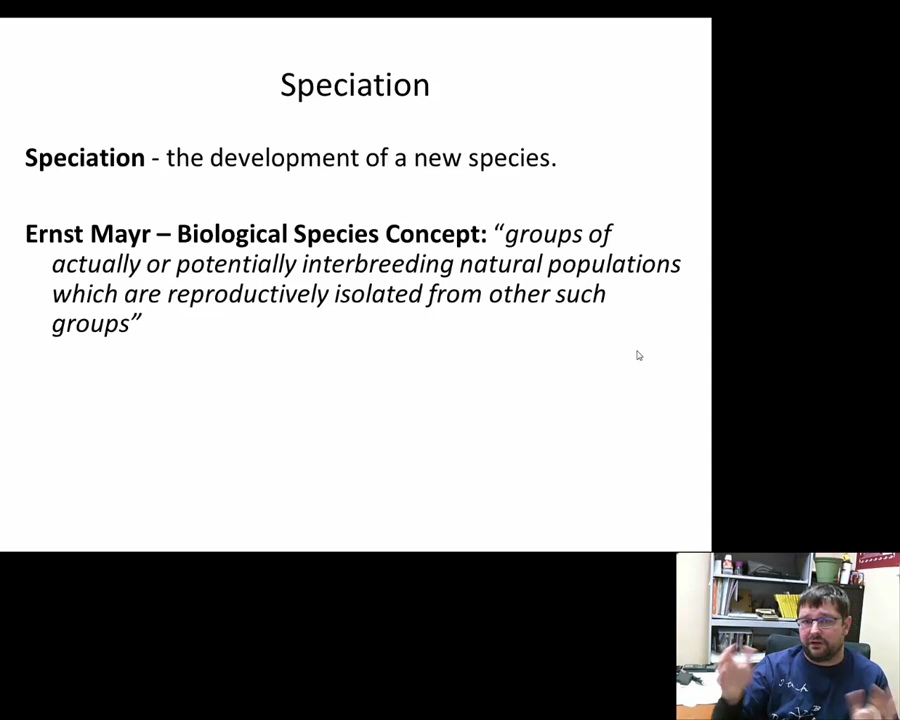 Speciation
Speciation - the development of a new species.
Ernst Mayr – Biological Species Concept: “groups of
actually or potentially interbreeding natural populations
which are reproductively isolated from other such
groups”